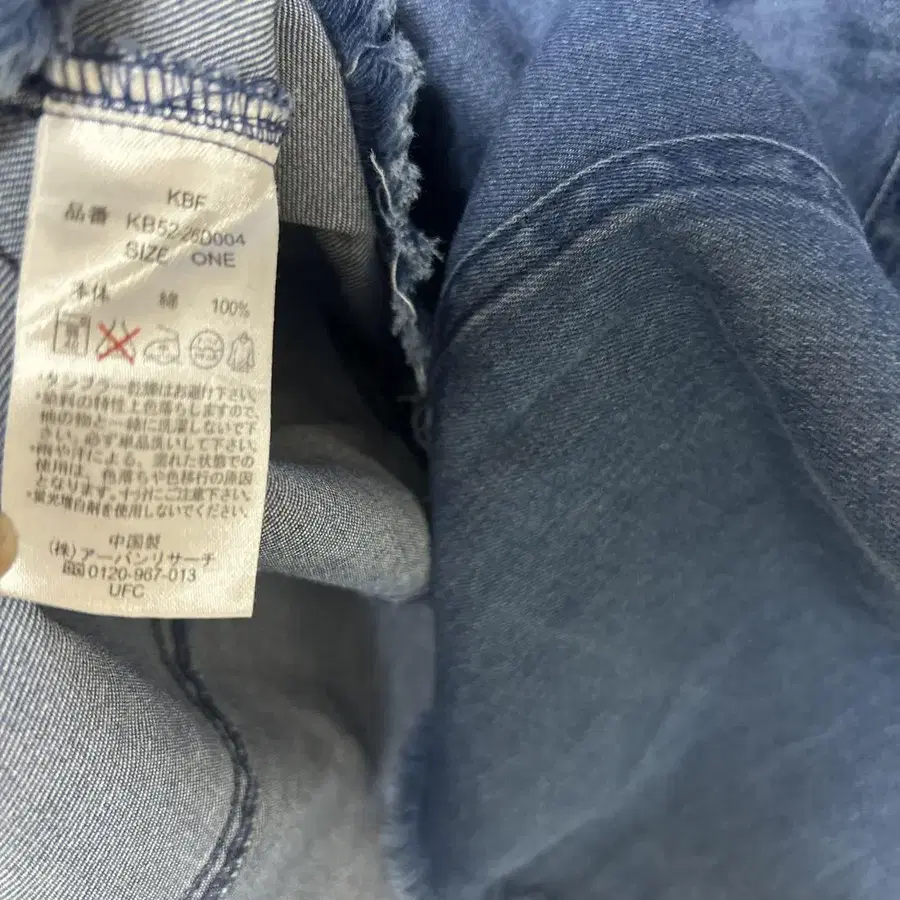 KBF
品番 KB52-26D004
SIZE ONE
本体 綿 100%
・タンブラー乾燥はお避け下さい。
・染料の特性上色落ちしますので、
他の物と一緒に洗濯しないで下
さい。必ず単品洗いして下さい。
・雨や汗による、濡れた状態での
使用は、色落ちや色移行の原因
となります。十分にご注意下さい。
・蛍光増白剤を使用しないでください。
中国製
(株)アーバンリサーチ
0120-967-013
UFC